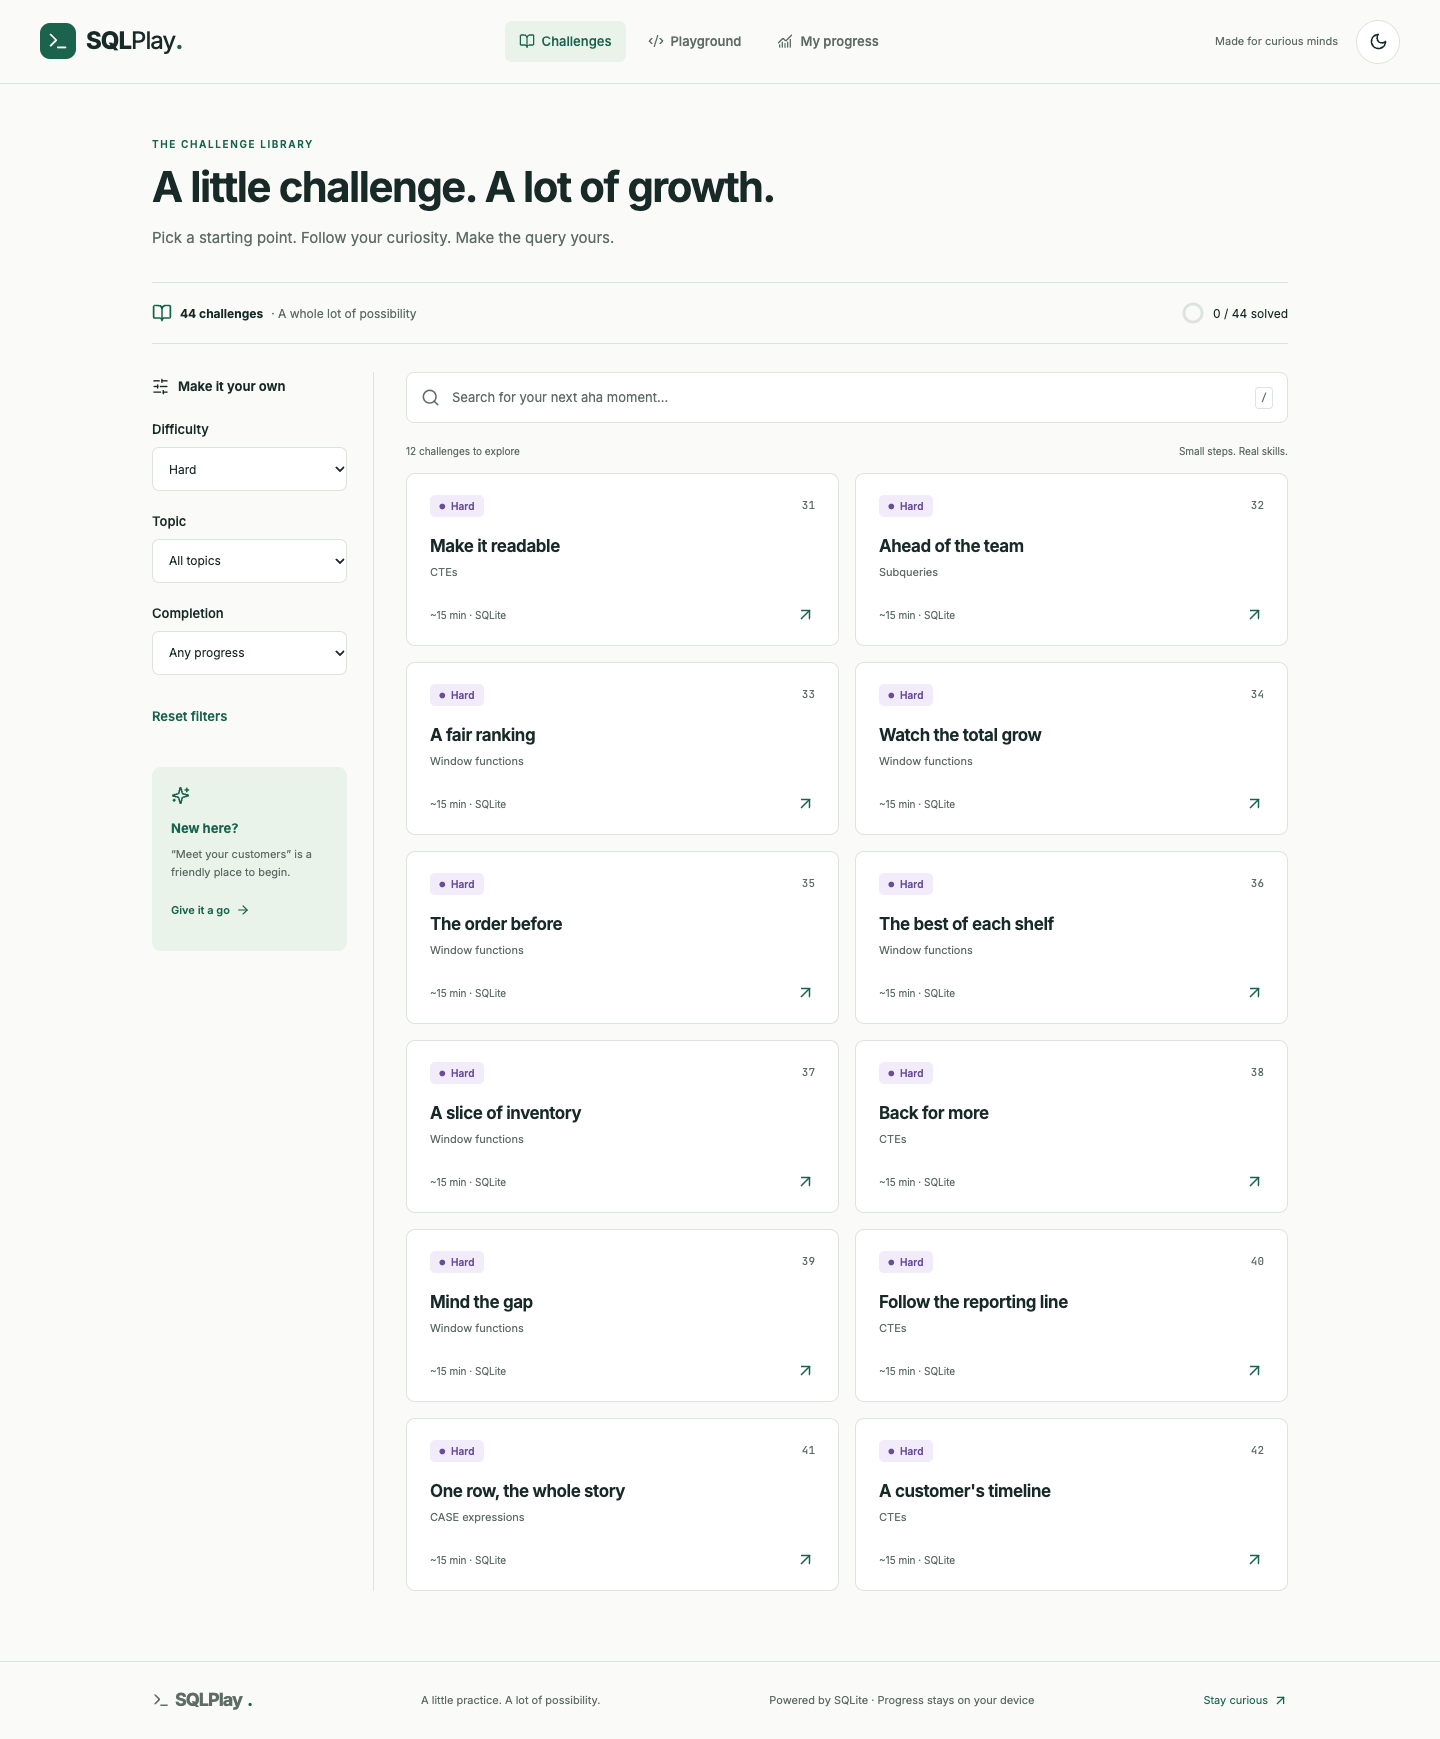 SQLPlay.
Challenges
Playground
My progress
Made for curious minds
THE CHALLENGE LIBRARY
A little challenge. A lot of growth.
Pick a starting point. Follow your curiosity. Make the query yours.
44 challenges · A whole lot of possibility
0 / 44 solved
Make it your own
Difficulty
Hard
Topic
All topics
Completion
Any progress
Reset filters
New here?
“Meet your customers” is a
friendly place to begin.
Give it a go
Search for your next aha moment...
/
12 challenges to explore
Small steps. Real skills.
Hard
31
Make it readable
CTEs
~15 min · SQLite
Hard
32
Ahead of the team
Subqueries
~15 min · SQLite
Hard
33
A fair ranking
Window functions
~15 min · SQLite
Hard
34
Watch the total grow
Window functions
~15 min · SQLite
Hard
35
The order before
Window functions
~15 min · SQLite
Hard
36
The best of each shelf
Window functions
~15 min · SQLite
Hard
37
A slice of inventory
Window functions
~15 min · SQLite
Hard
38
Back for more
CTEs
~15 min · SQLite
Hard
39
Mind the gap
Window functions
~15 min · SQLite
Hard
40
Follow the reporting line
CTEs
~15 min · SQLite
Hard
41
One row, the whole story
CASE expressions
~15 min · SQLite
Hard
42
A customer's timeline
CTEs
~15 min · SQLite
SQLPlay .
A little practice. A lot of possibility.
Powered by SQLite · Progress stays on your device
Stay curious